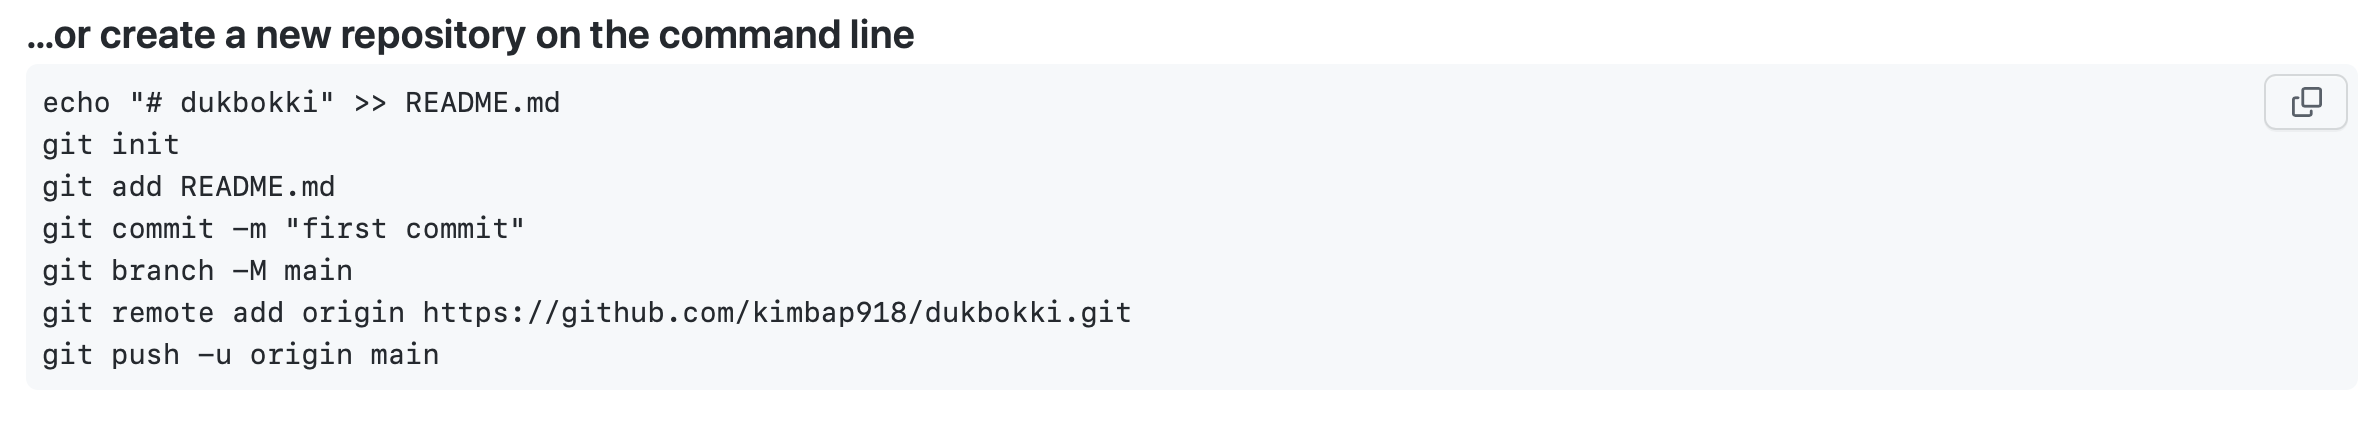 ...or create a new repository on the command line
echo "# dukbokki" >> README.md
git init
git add README.md
git commit -m "first commit"
git branch -M main
git remote add origin https://github.com/kimbap918/dukbokki.git
git push -u origin main